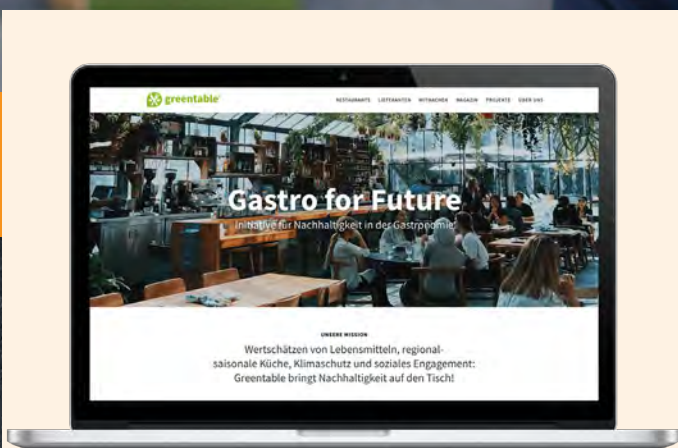 greentable
RESTAURANTS LIEFERANTEN MITMACHEN MAGAZIN PROJEKTE ÜBER UNS
Gastro for Future
Initiative für Nachhaltigkeit in der Gastronomie
UNSERE MISSION
Wertschätzen von Lebensmitteln, regional-
saisonale Küche, Klimaschutz und soziales Engagement:
Greentable bringt Nachhaltigkeit auf den Tisch!